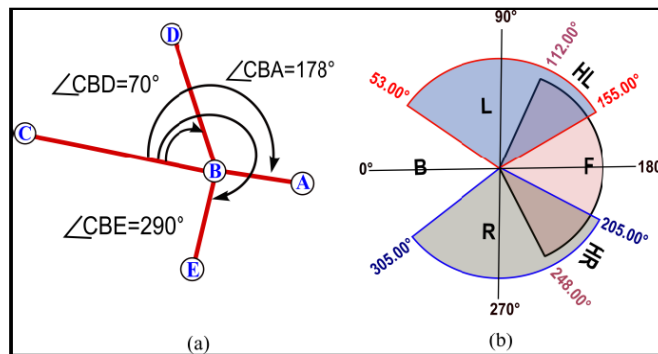 D
∠CBD=70°
∠CBA=178°
C
B
A
∠CBE=290°
E
(a)
90°
112.00°
HL
53.00°
155.00°
L
0°
B
F
180
R
205.00°
305.00°
HR
248.00°
270°
(b)